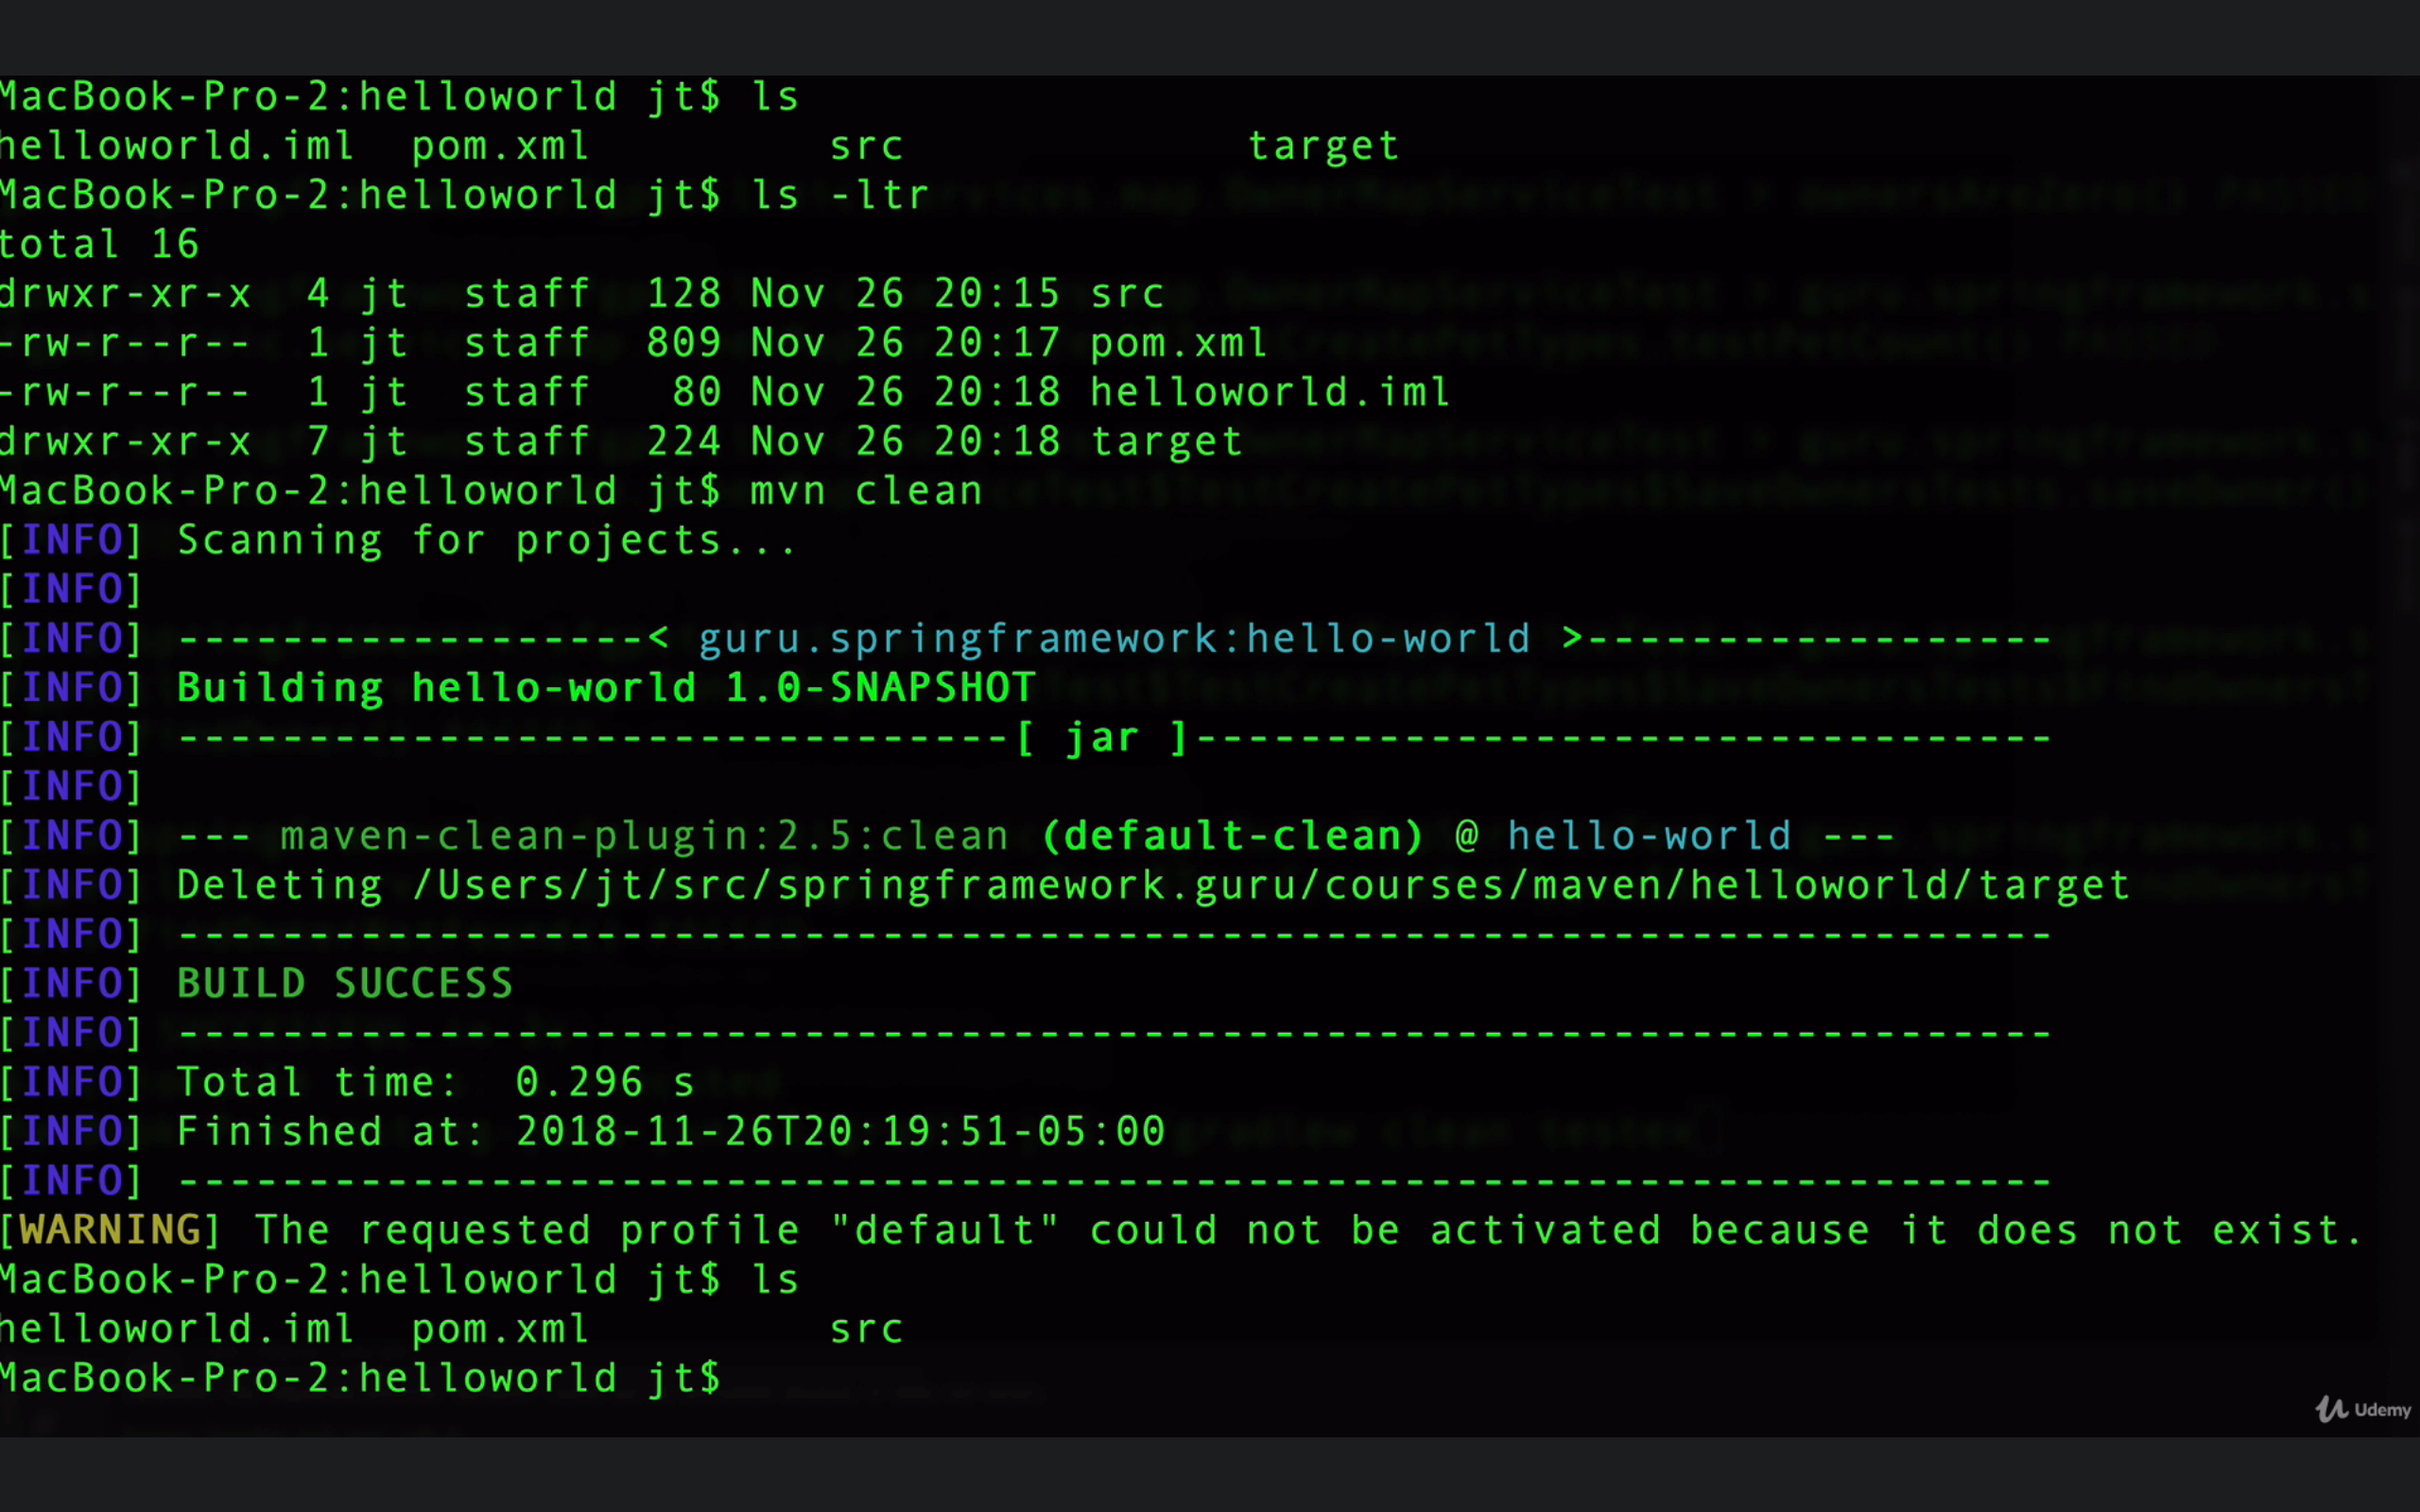 MacBook-Pro-2:helloworld jt$ ls
helloworld.iml  pom.xml         src             target
MacBook-Pro-2:helloworld jt$ ls -ltr
total 16
drwxr-xr-x  4 jt  staff  128 Nov 26 20:15 src
-rw-r--r--  1 jt  staff  809 Nov 26 20:17 pom.xml
-rw-r--r--  1 jt  staff   80 Nov 26 20:18 helloworld.iml
drwxr-xr-x  7 jt  staff  224 Nov 26 20:18 target
MacBook-Pro-2:helloworld jt$ mvn clean
[INFO] Scanning for projects...
[INFO]
[INFO] ------------------< guru.springframework:hello-world >------------------
[INFO] Building hello-world 1.0-SNAPSHOT
[INFO] --------------------------------[ jar ]---------------------------------
[INFO]
[INFO] --- maven-clean-plugin:2.5:clean (default-clean) @ hello-world ---
[INFO] Deleting /Users/jt/src/springframework.guru/courses/maven/helloworld/target
[INFO] ------------------------------------------------------------------------
[INFO] BUILD SUCCESS
[INFO] ------------------------------------------------------------------------
[INFO] Total time:  0.296 s
[INFO] Finished at: 2018-11-26T20:19:51-05:00
[INFO] ------------------------------------------------------------------------
[WARNING] The requested profile "default" could not be activated because it does not exist.
MacBook-Pro-2:helloworld jt$ ls
helloworld.iml  pom.xml         src
MacBook-Pro-2:helloworld jt$
Udemy